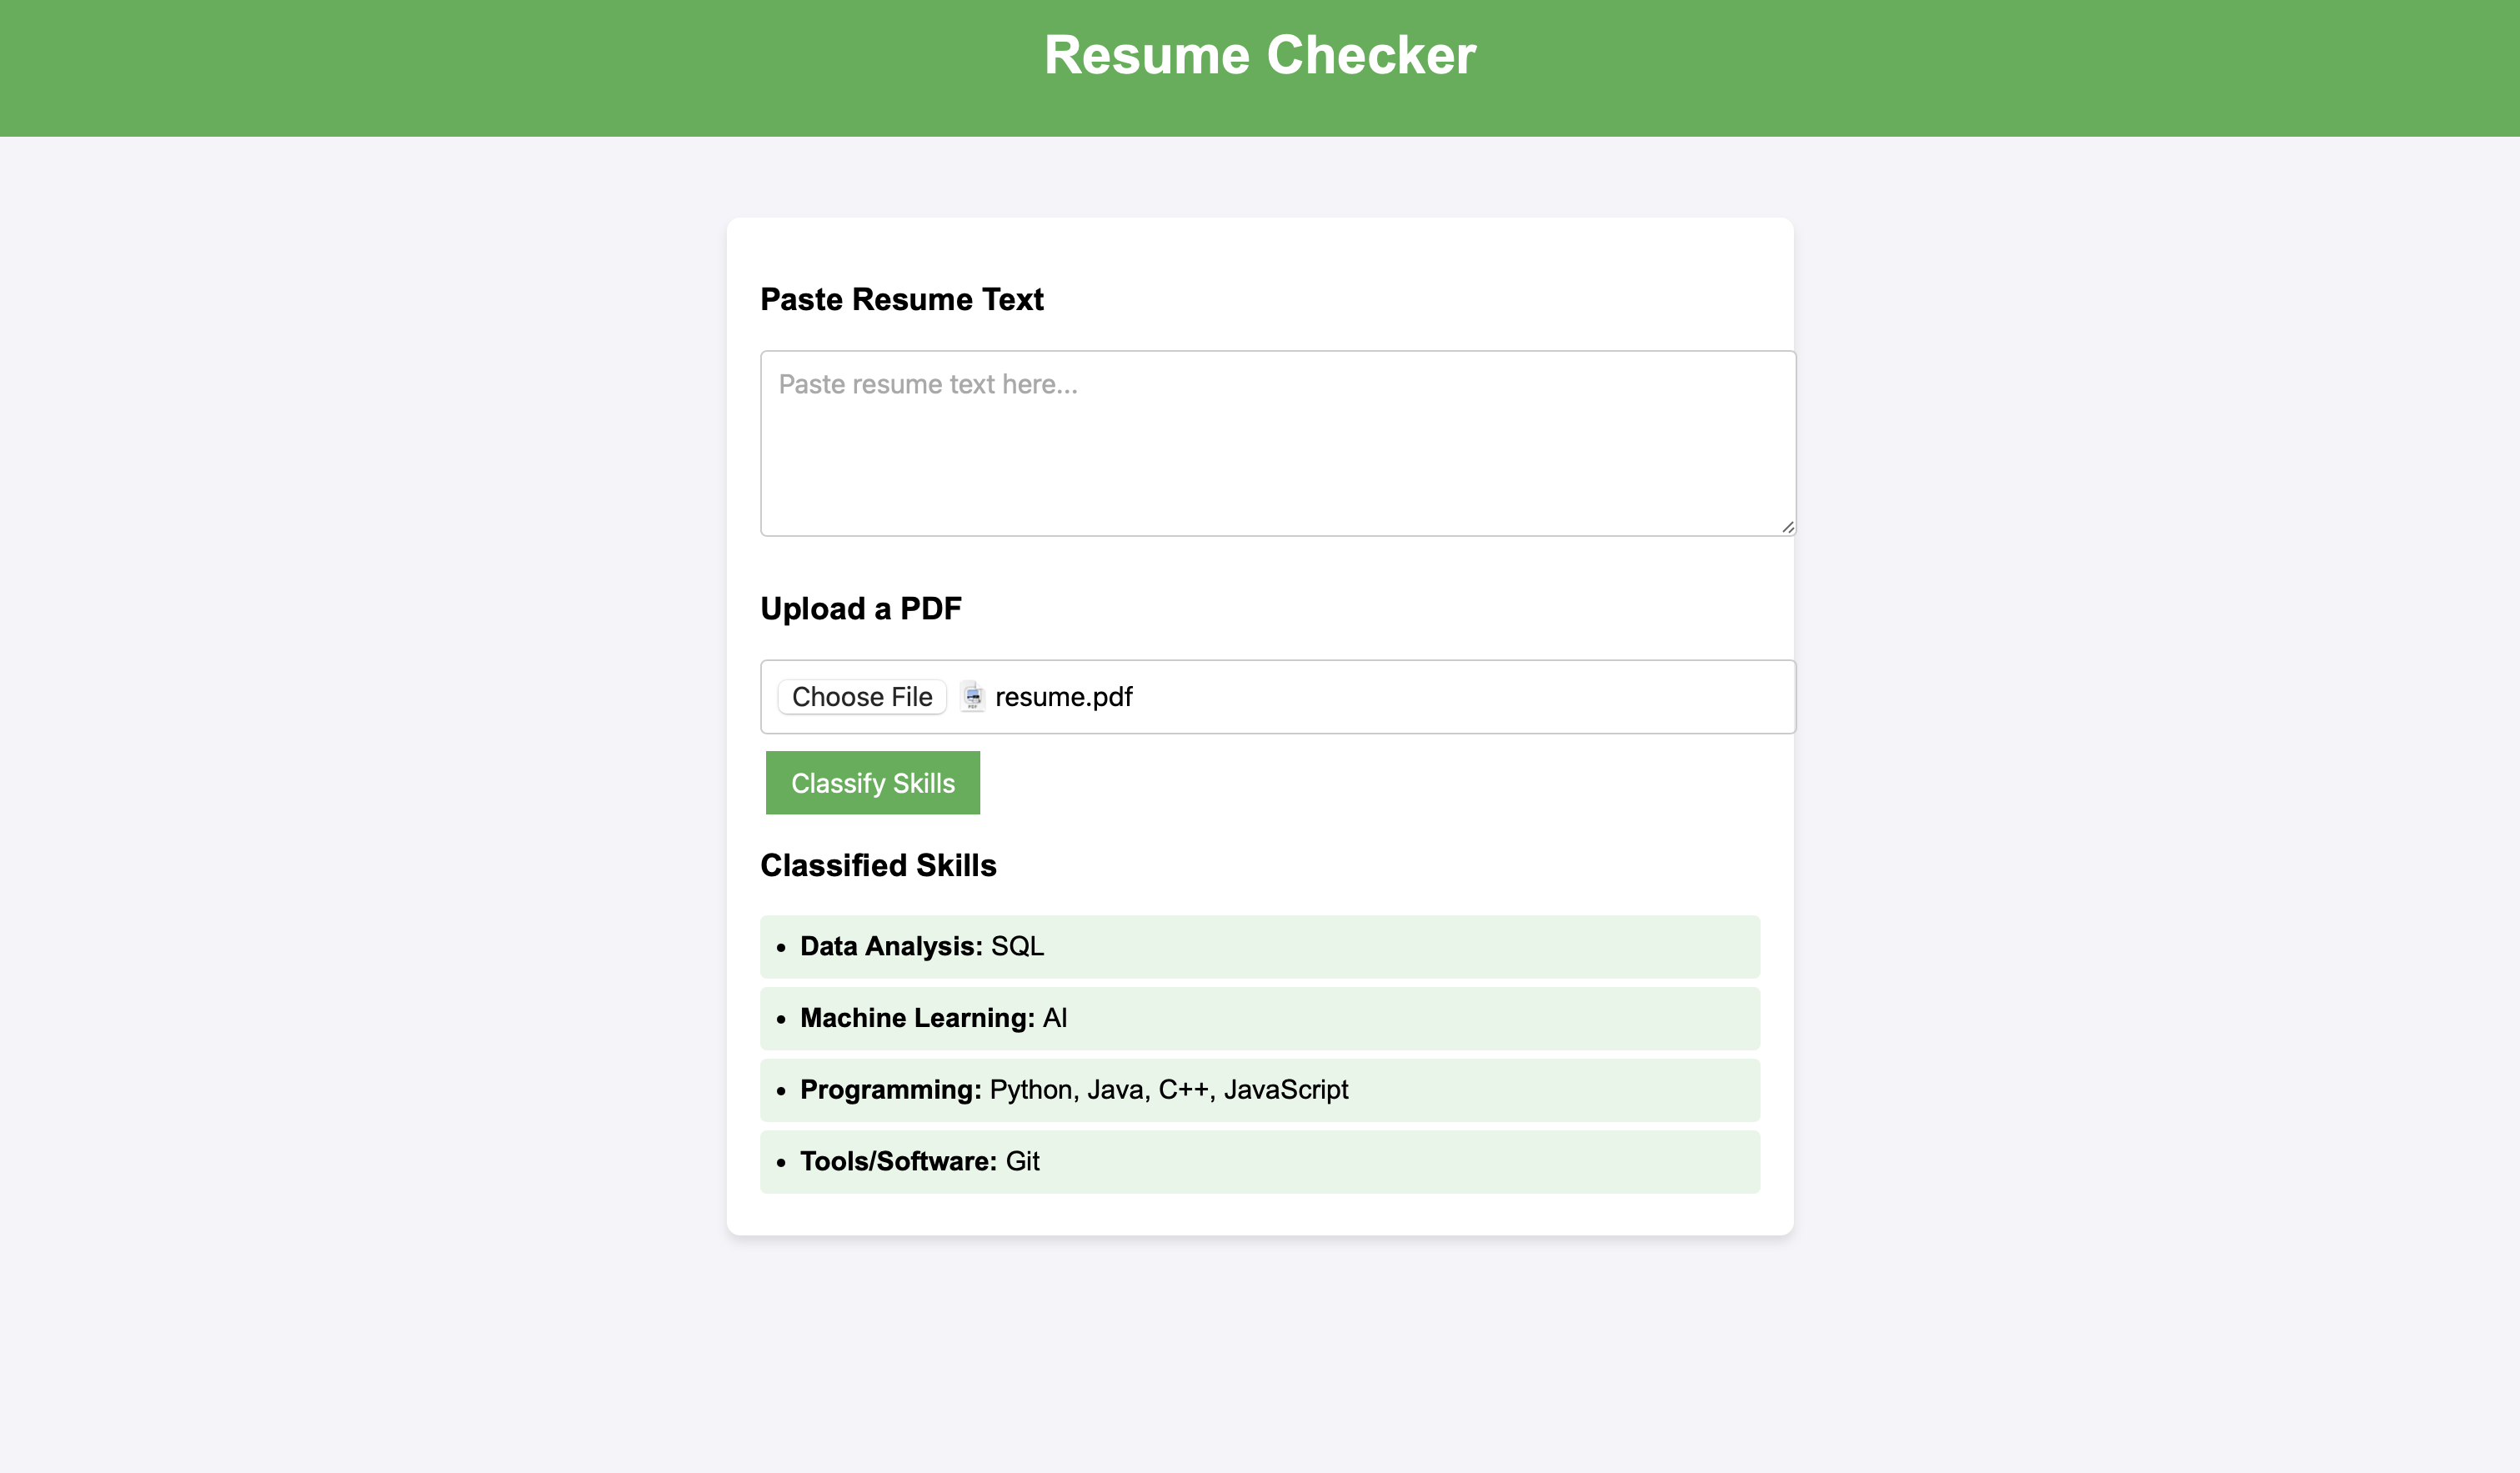 Resume Checker
Paste Resume Text
Paste resume text here...
Upload a PDF
Choose File resume.pdf
Classify Skills
Classified Skills
• Data Analysis: SQL
• Machine Learning: AI
• Programming: Python, Java, C++, JavaScript
• Tools/Software: Git